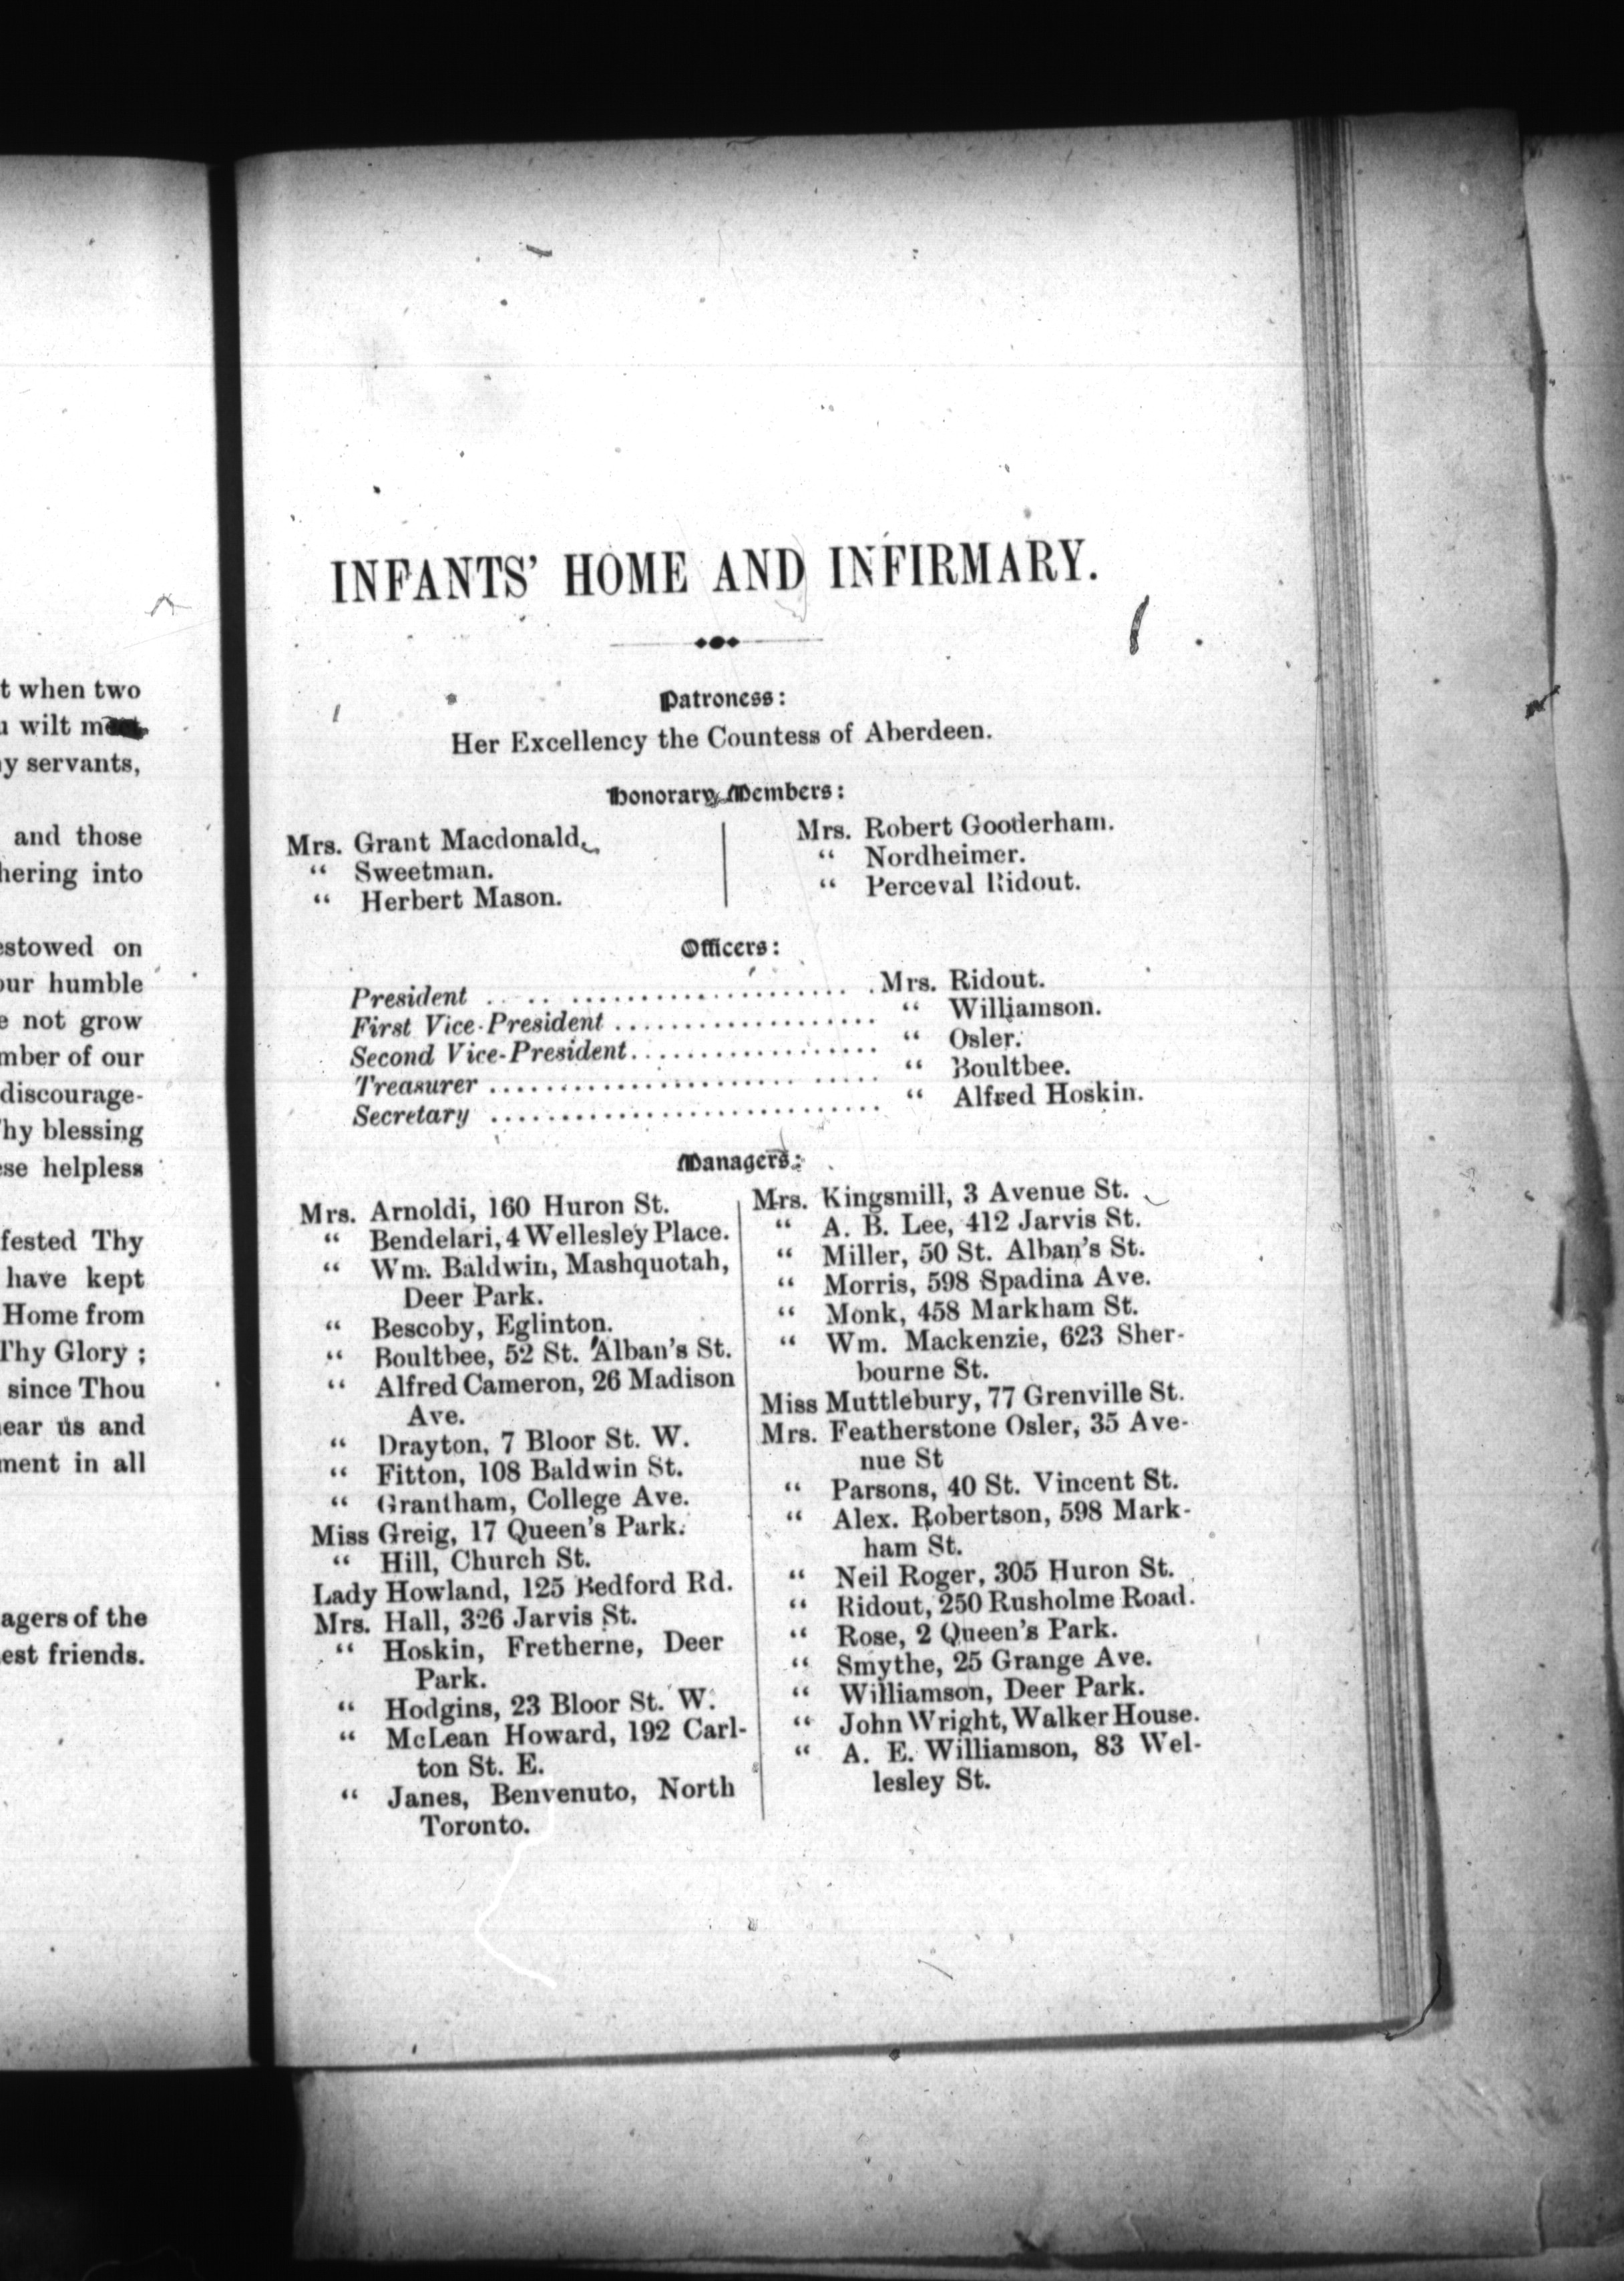 t when two
u wilt
y servants,
and those
hering into
estowed on
our humble
e not grow
mber of our
discourage-
hy blessing
se helpless
fested Thy
have kept
Home from
Thy Glory ;
since Thou
ear us and
ment in all
agers of the
est friends.
INFANTS' HOME AND INFIRMARY.
Patroness:
Her Excellency the Countess of Aberdeen.
Honorary Members:
Mrs. Grant Macdonald.
“ Sweetman.
“ Herbert Mason.
Mrs. Robert Gooderham.
“ Nordheimer.
“ Perceval Ridout.
Officers:
President ........................ Mrs. Ridout.
First Vice-President .................... “ Williamson.
Second Vice-President.................... “ Osler.
Treasurer ............................ “ Boultbee.
Secretary ............................ “ Alfred Hoskin.
Managers:
Mrs. Arnoldi, 160 Huron St.
“ Bendelari, 4 Wellesley Place.
“ Wm. Baldwin, Mashquotah,
Deer Park.
“ Bescoby, Eglinton.
“ Boultbee, 52 St. Alban's St.
“ Alfred Cameron, 26 Madison
Ave.
“ Drayton, 7 Bloor St. W.
“ Fitton, 108 Baldwin St.
“ Grantham, College Ave.
Miss Greig, 17 Queen's Park.
“ Hill, Church St.
Lady Howland, 125 Bedford Rd.
Mrs. Hall, 326 Jarvis St.
“ Hoskin, Fretherne, Deer
Park.
“ Hodgins, 23 Bloor St. W.
“ McLean Howard, 192 Carl-
ton St. E.
“ Janes, Benvenuto, North
Toronto.
Mrs. Kingsmill, 3 Avenue St.
“ A. B. Lee, 412 Jarvis St.
“ Miller, 50 St. Alban's St.
“ Morris, 598 Spadina Ave.
“ Monk, 458 Markham St.
“ Wm. Mackenzie, 623 Sher-
bourne St.
Miss Muttlebury, 77 Grenville St.
Mrs. Featherstone Osler, 35 Ave-
nue St
“ Parsons, 40 St. Vincent St.
“ Alex. Robertson, 598 Mark-
ham St.
“ Neil Roger, 305 Huron St.
“ Ridout, 250 Rusholme Road.
“ Rose, 2 Queen's Park.
“ Smythe, 25 Grange Ave.
“ Williamson, Deer Park.
“ John Wright, Walker House.
“ A. E. Williamson, 83 Wel-
lesley St.